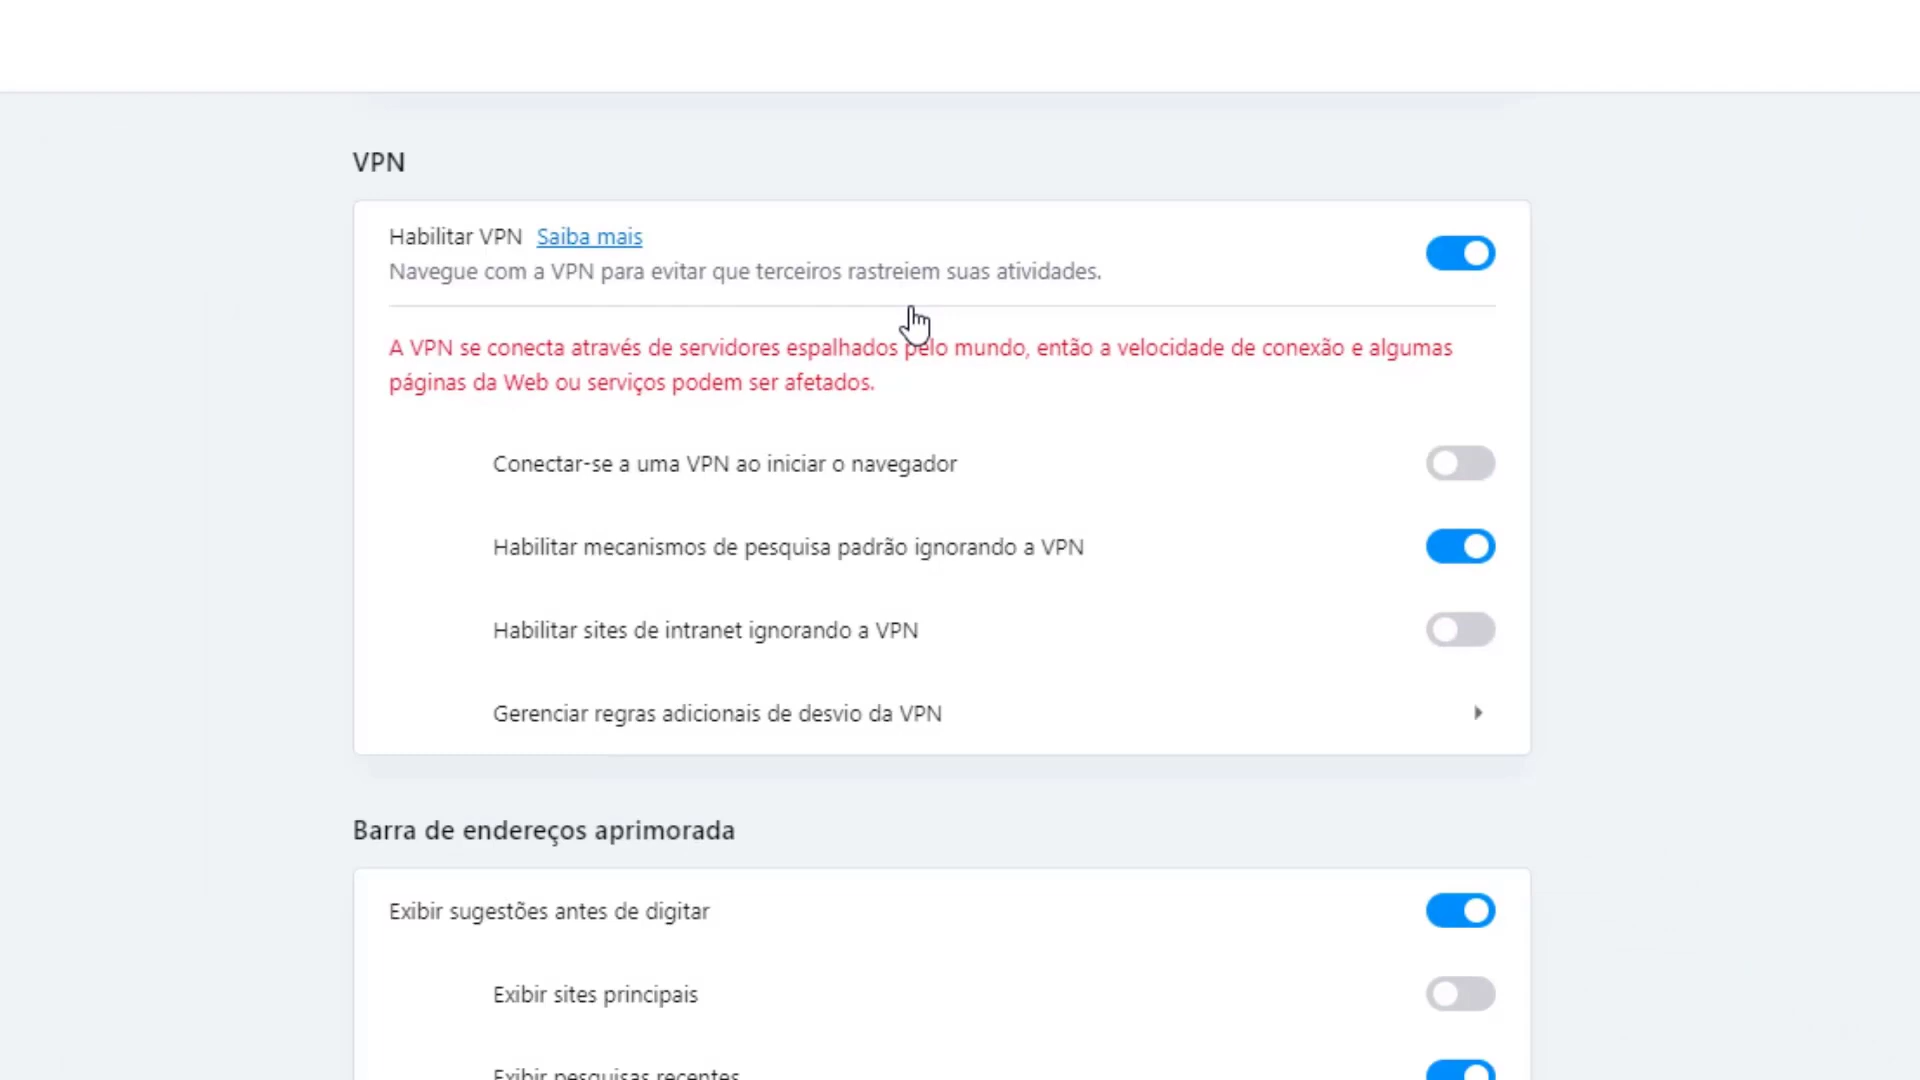 VPN
Habilitar VPN Saiba mais
Navegue com a VPN para evitar que terceiros rastreiem suas atividades.
A VPN se conecta através de servidores espalhados pelo mundo, então a velocidade de conexão e algumas
páginas da Web ou serviços podem ser afetados.
Conectar-se a uma VPN ao iniciar o navegador
Habilitar mecanismos de pesquisa padrão ignorando a VPN
Habilitar sites de intranet ignorando a VPN
Gerenciar regras adicionais de desvio da VPN
Barra de endereços aprimorada
Exibir sugestões antes de digitar
Exibir sites principais
Exibir pesquisas recentes